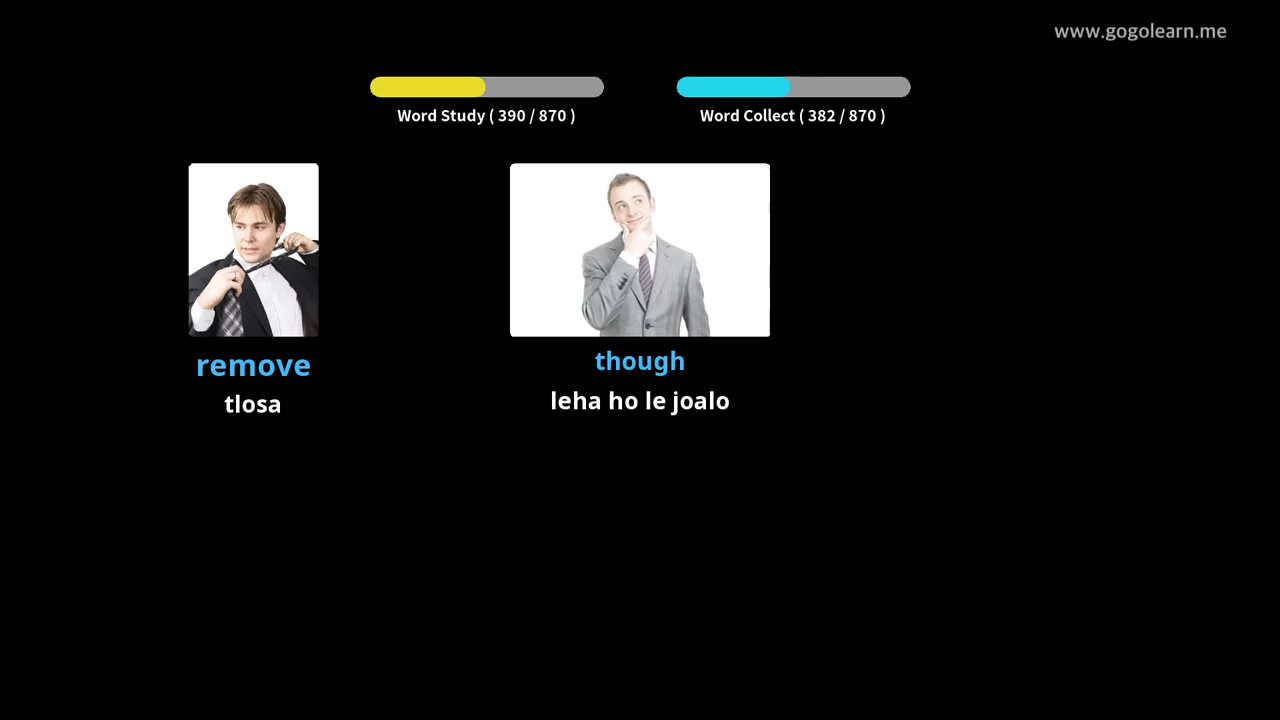 www.gogolearn.me
Word Study ( 390 / 870 )
Word Collect ( 382 / 870 )
remove
tlosa
though
leha ho le joalo